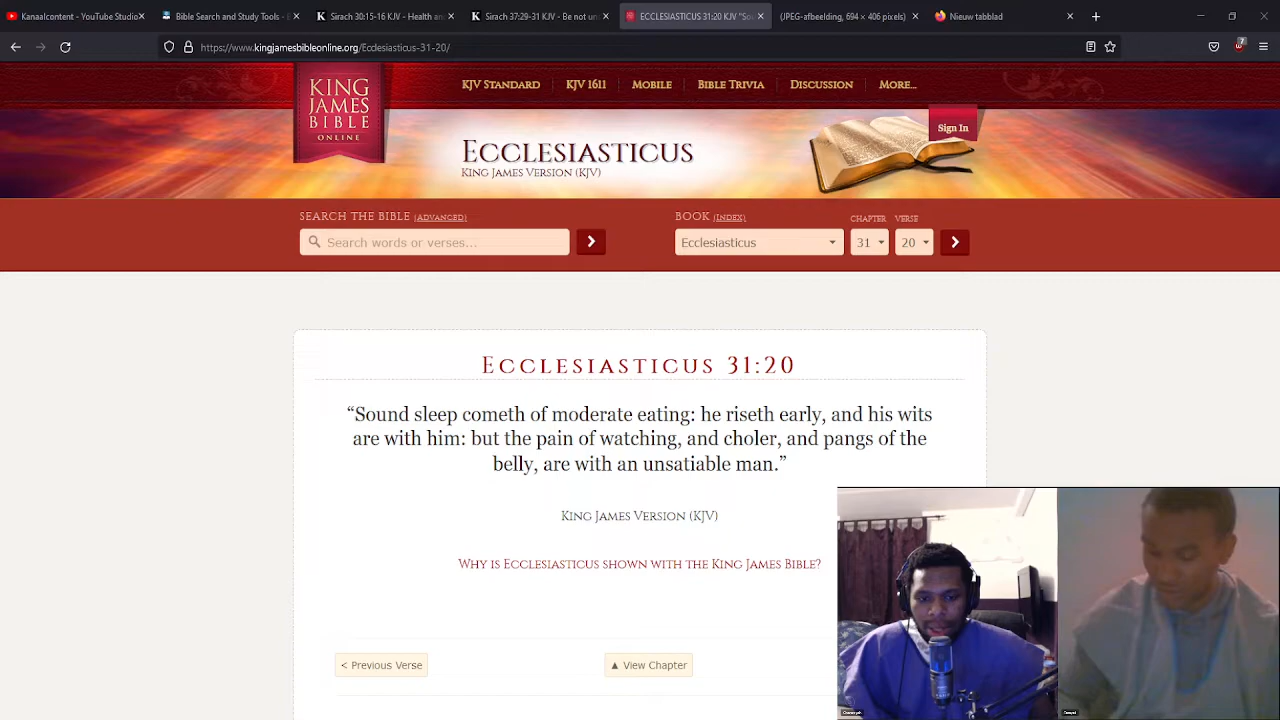 Kanaalcontent - YouTube Studio
Bible Search and Study Tools - B
Sirach 30:15-16 KJV - Health an
Sirach 37:29-31 KJV - Be not un
ECCLESIASTICUS 31:20 KJV "So
(JPEG-afbeelding, 694 × 406 pixels)
Nieuw tabblad
https://www.kingjamesbibleonline.org/Ecclesiasticus-31-20/
7
KING
JAMES
BIBLE
ONLINE
KJV STANDARD
KJV 1611
MOBILE
BIBLE TRIVIA
DISCUSSION
MORE...
Sign In
ECCLESIASTICUS
KING JAMES VERSION (KJV)
SEARCH THE BIBLE (ADVANCED)
BOOK (INDEX)
CHAPTER
VERSE
Search words or verses...
Ecclesiasticus
31
20
ECCLESIASTICUS 31:20
“Sound sleep cometh of moderate eating: he riseth early, and his wits
are with him: but the pain of watching, and choler, and pangs of the
belly, are with an unsatiable man.”
KING JAMES VERSION (KJV)
WHY IS ECCLESIASTICUS SHOWN WITH THE KING JAMES BIBLE?
< Previous Verse
▲ View Chapter